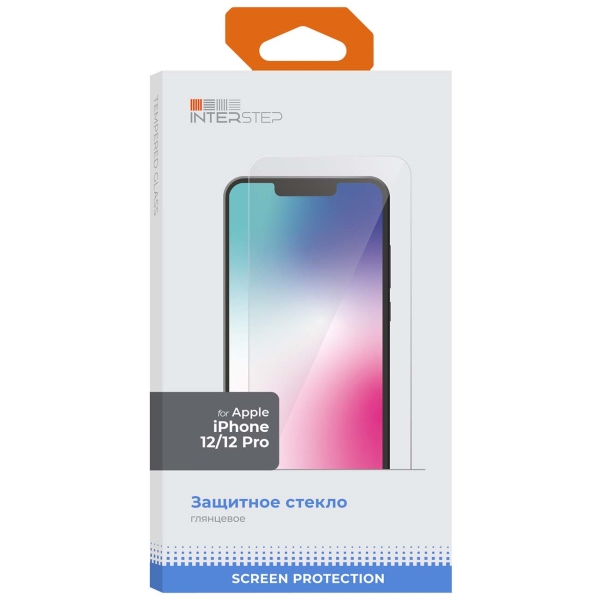 INTERSTEP
TEMPERED GLASS
for Apple
iPhone
12/12 Pro
Защитное стекло
глянцевое
SCREEN PROTECTION